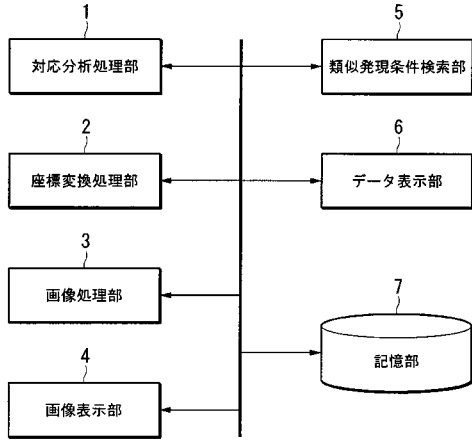 1
対応分析処理部
2
座標変換処理部
3
画像処理部
4
画像表示部
5
類似発現条件検索部
6
データ表示部
7
記憶部